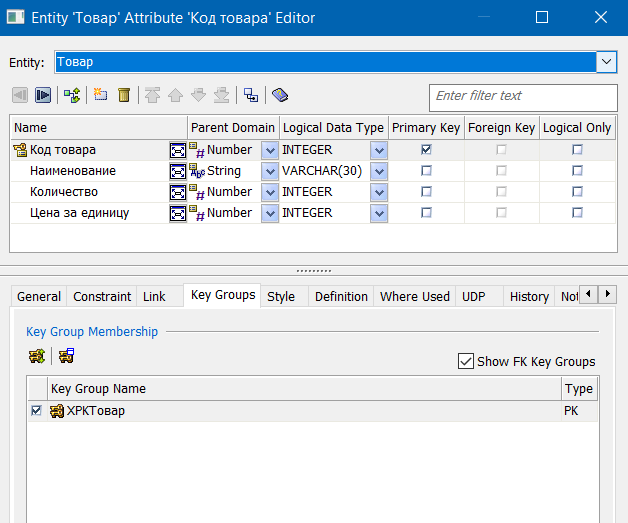 Entity 'Товар' Attribute 'Код товара' Editor
Entity: Товар
Enter filter text
Name Parent Domain Logical Data Type Primary Key Foreign Key Logical Only
Код товара Number INTEGER
Наименование String VARCHAR(30)
Количество Number INTEGER
Цена за единицу Number INTEGER
General Constraint Link Key Groups Style Definition Where Used UDP History Not
Key Group Membership
Show FK Key Groups
Key Group Name Type
XPKТовар PK